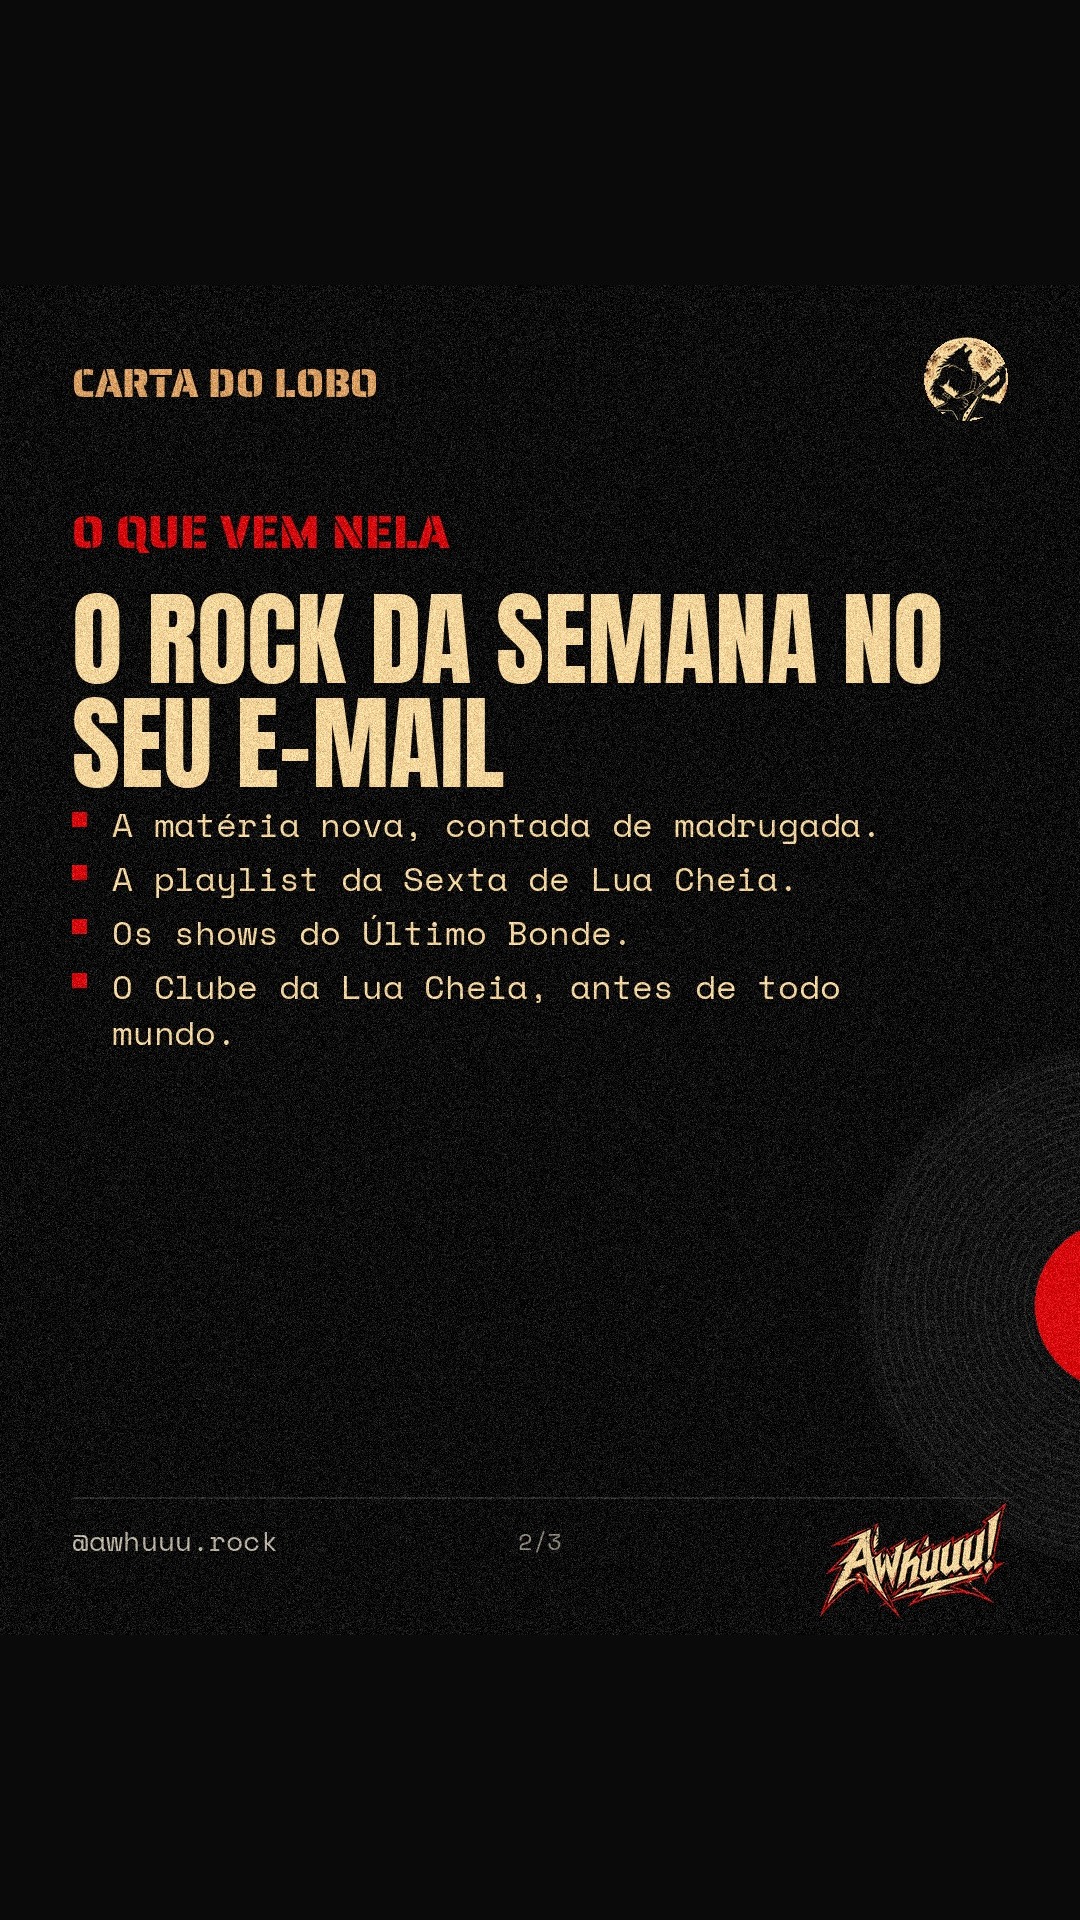 CARTA DO LOBO
O QUE VEM NELA
O ROCK DA SEMANA NO
SEU E-MAIL
A matéria nova, contada de madrugada.
A playlist da Sexta de Lua Cheia.
Os shows do Último Bonde.
O Clube da Lua Cheia, antes de todo
mundo.
@awhuuu.rock
2/3
Awhuuu!